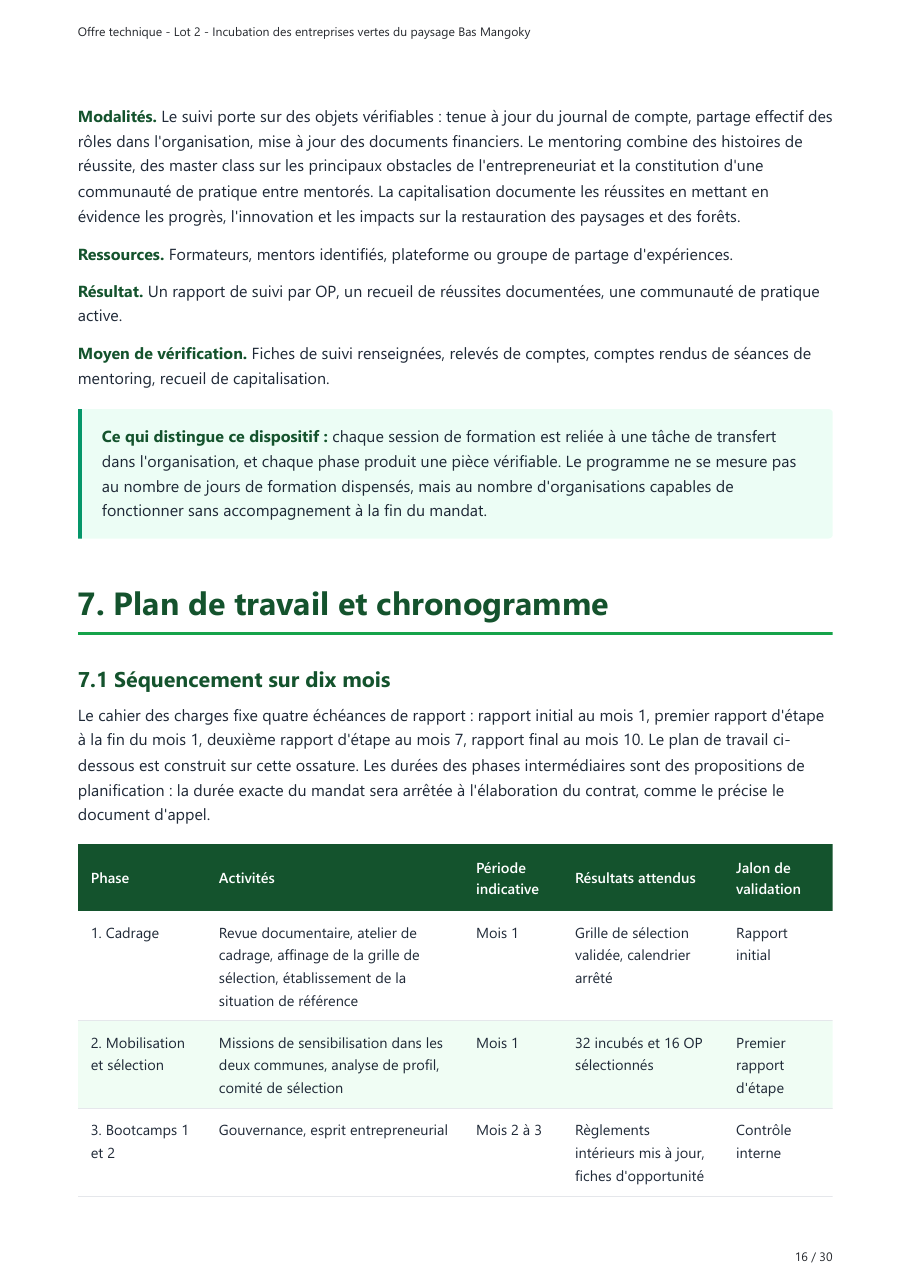 Offre technique - Lot 2 - Incubation des entreprises vertes du paysage Bas Mangoky
Modalités. Le suivi porte sur des objets vérifiables : tenue à jour du journal de compte, partage effectif des
rôles dans l'organisation, mise à jour des documents financiers. Le mentoring combine des histoires de
réussite, des master class sur les principaux obstacles de l'entrepreneuriat et la constitution d'une
communauté de pratique entre mentorés. La capitalisation documente les réussites en mettant en
évidence les progrès, l'innovation et les impacts sur la restauration des paysages et des forêts.
Ressources. Formateurs, mentors identifiés, plateforme ou groupe de partage d'expériences.
Résultat. Un rapport de suivi par OP, un recueil de réussites documentées, une communauté de pratique
active.
Moyen de vérification. Fiches de suivi renseignées, relevés de comptes, comptes rendus de séances de
mentoring, recueil de capitalisation.
Ce qui distingue ce dispositif : chaque session de formation est reliée à une tâche de transfert
dans l'organisation, et chaque phase produit une pièce vérifiable. Le programme ne se mesure pas
au nombre de jours de formation dispensés, mais au nombre d'organisations capables de
fonctionner sans accompagnement à la fin du mandat.
7. Plan de travail et chronogramme
7.1 Séquencement sur dix mois
Le cahier des charges fixe quatre échéances de rapport : rapport initial au mois 1, premier rapport d'étape
à la fin du mois 1, deuxième rapport d'étape au mois 7, rapport final au mois 10. Le plan de travail ci-
dessous est construit sur cette ossature. Les durées des phases intermédiaires sont des propositions de
planification : la durée exacte du mandat sera arrêtée à l'élaboration du contrat, comme le précise le
document d'appel.
Phase
Activités
Période
indicative
Résultats attendus
Jalon de
validation
1. Cadrage
Revue documentaire, atelier de
cadrage, affinage de la grille de
sélection, établissement de la
situation de référence
Mois 1
Grille de sélection
validée, calendrier
arrêté
Rapport
initial
2. Mobilisation
et sélection
Missions de sensibilisation dans les
deux communes, analyse de profil,
comité de sélection
Mois 1
32 incubés et 16 OP
sélectionnés
Premier
rapport
d'étape
3. Bootcamps 1
et 2
Gouvernance, esprit entrepreneurial
Mois 2 à 3
Règlements
intérieurs mis à jour,
fiches d'opportunité
Contrôle
interne
16 / 30